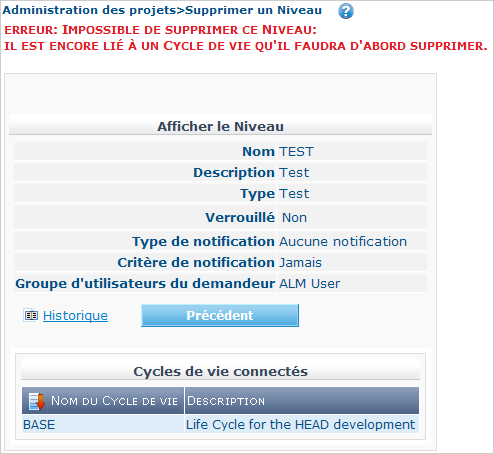 Administration des projets>Supprimer un Niveau ?
ERREUR: IMPOSSIBLE DE SUPPRIMER CE NIVEAU:
IL EST ENCORE LIÉ À UN CYCLE DE VIE QU'IL FAUDRA D'ABORD SUPPRIMER.
Afficher le Niveau
Nom TEST
Description Test
Type Test
Verrouillé Non
Type de notification Aucune notification
Critère de notification Jamais
Groupe d'utilisateurs du demandeur ALM User
Historique Précédent
Cycles de vie connectés
NOM DU CYCLE DE VIE DESCRIPTION
BASE Life Cycle for the HEAD development